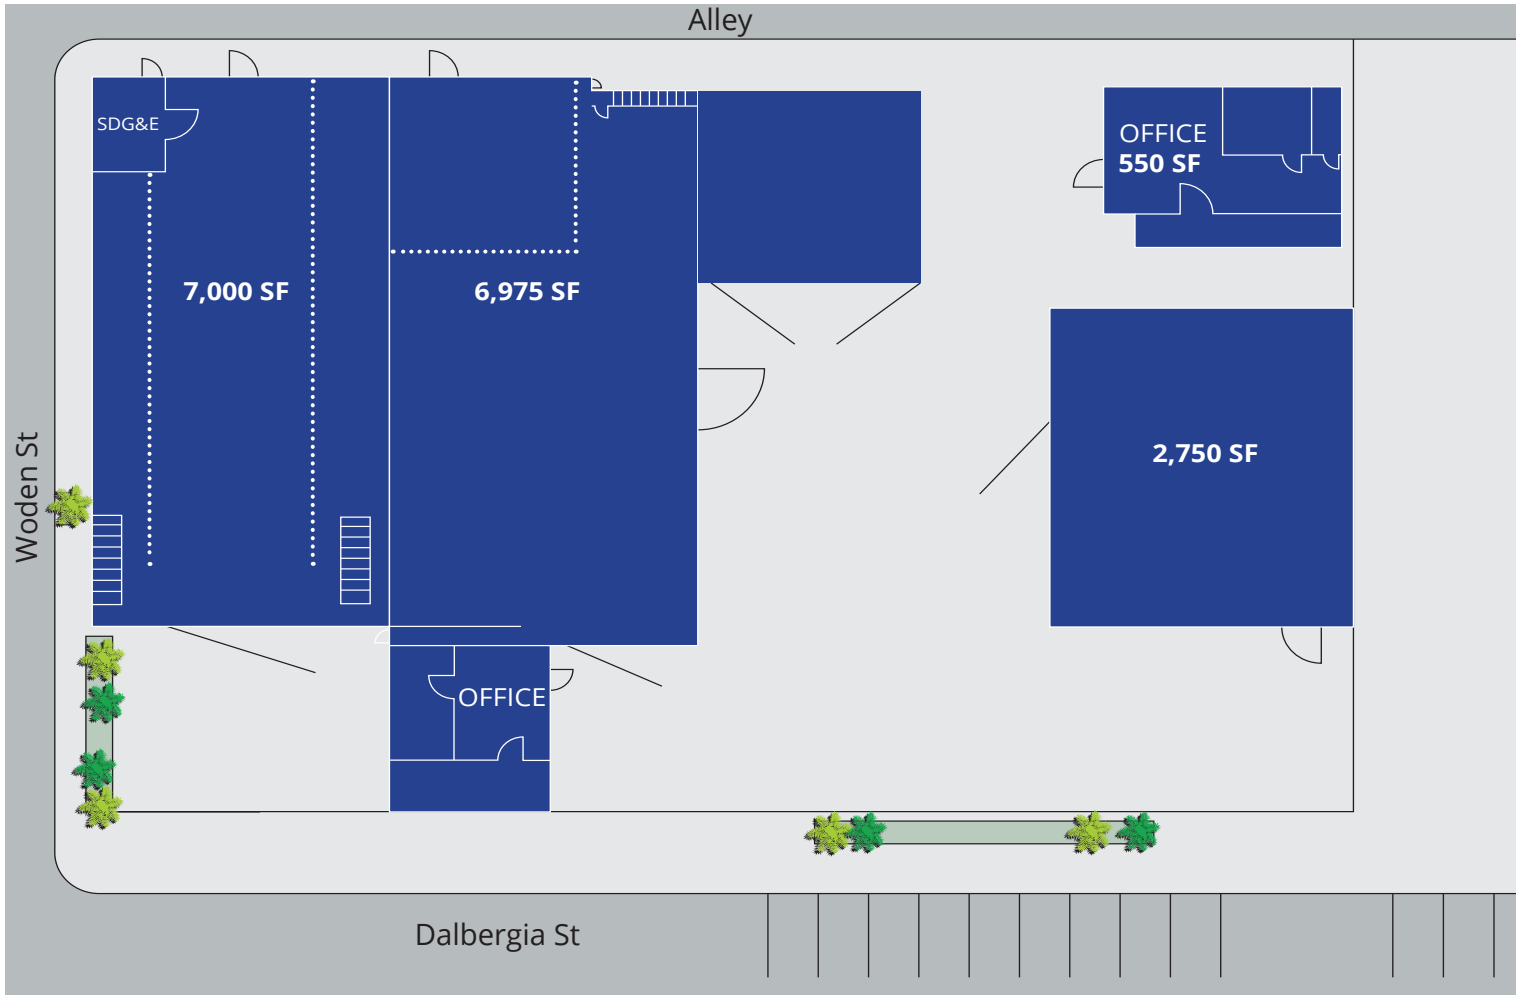 Alley
SDG&E
OFFICE
550 SF
7,000 SF
6,975 SF
2,750 SF
Woden St
OFFICE
Dalbergia St